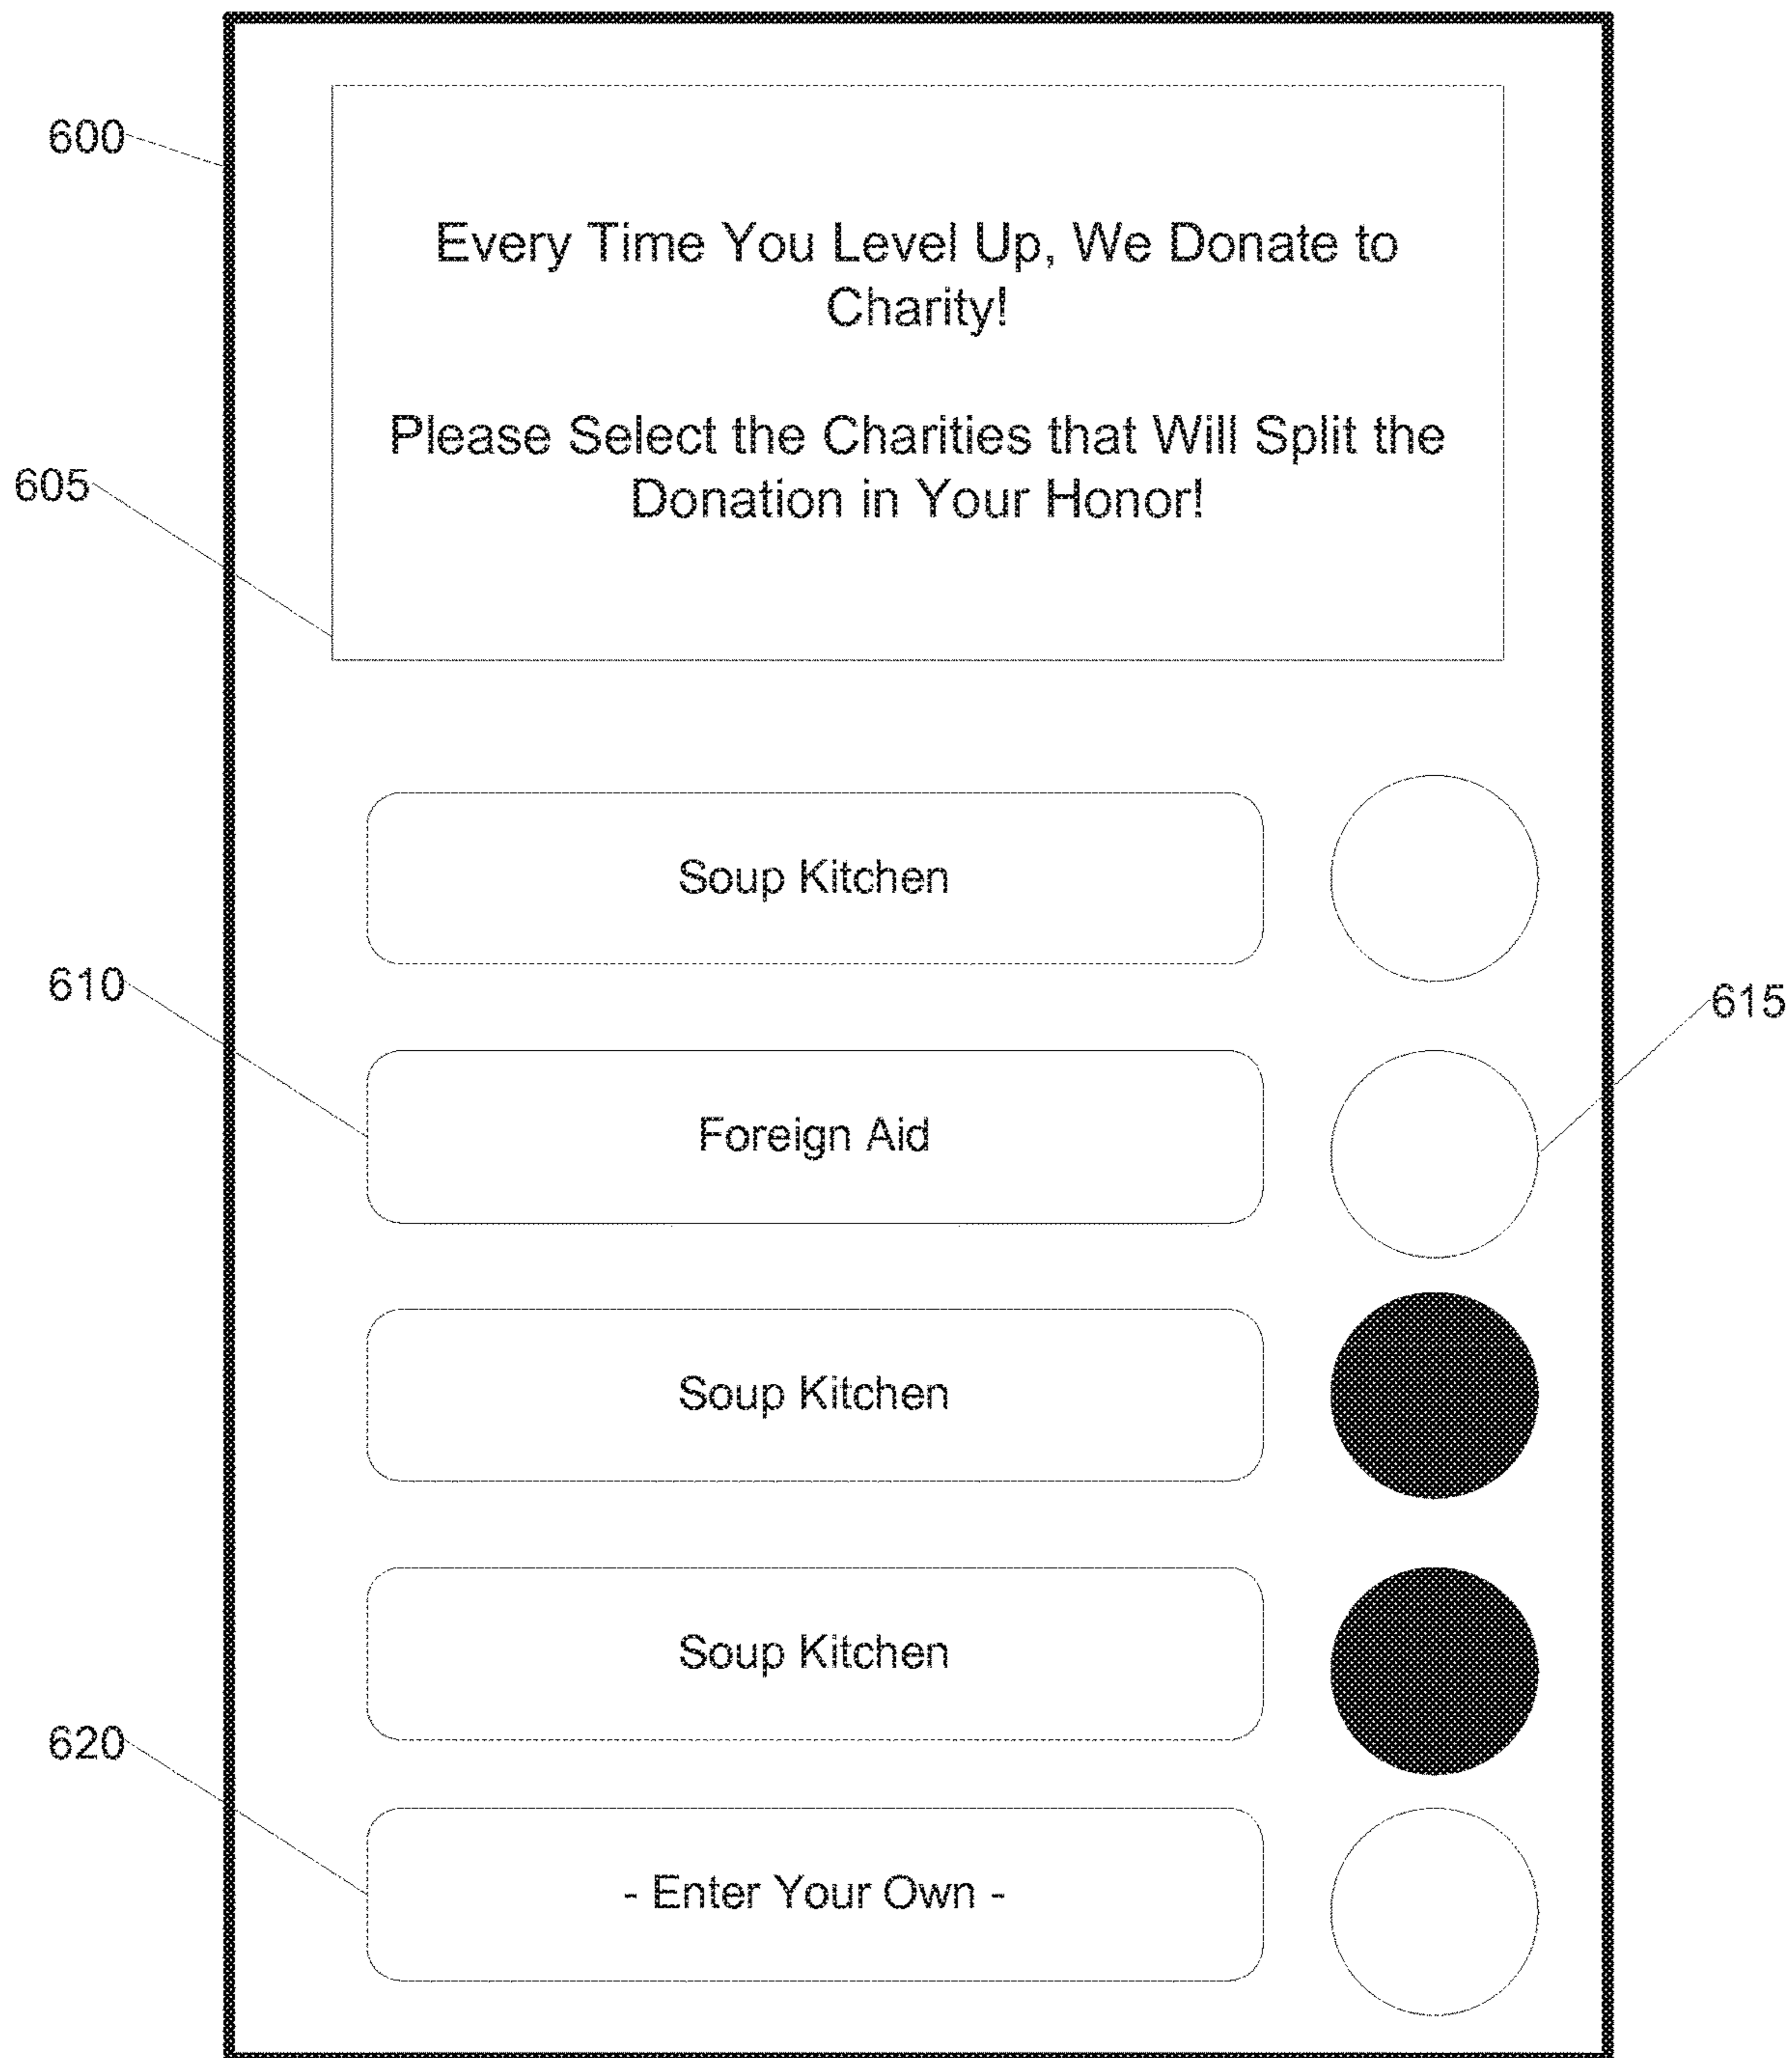 600
Every Time You Level Up, We Donate to
Charity!
Please Select the Charities that Will Split the
605
Donation in Your Honor!
Soup Kitchen
610
615
Foreign Aid
Soup Kitchen
Soup Kitchen
620
- Enter Your Own -